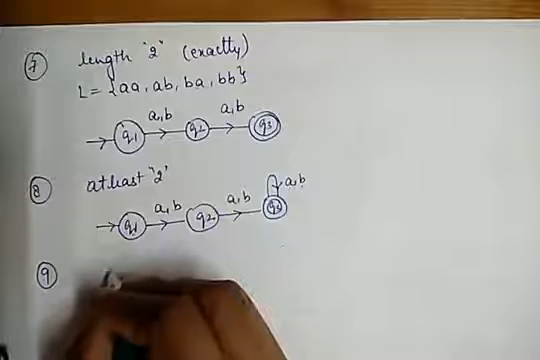 ⑦ length "2" (exactly)
L = {aa, ab, ba, bb}
a,b a,b
q1 q2 q3
⑧ atleast "2"
a,b a,b a,b
q1 q2 q3
⑨